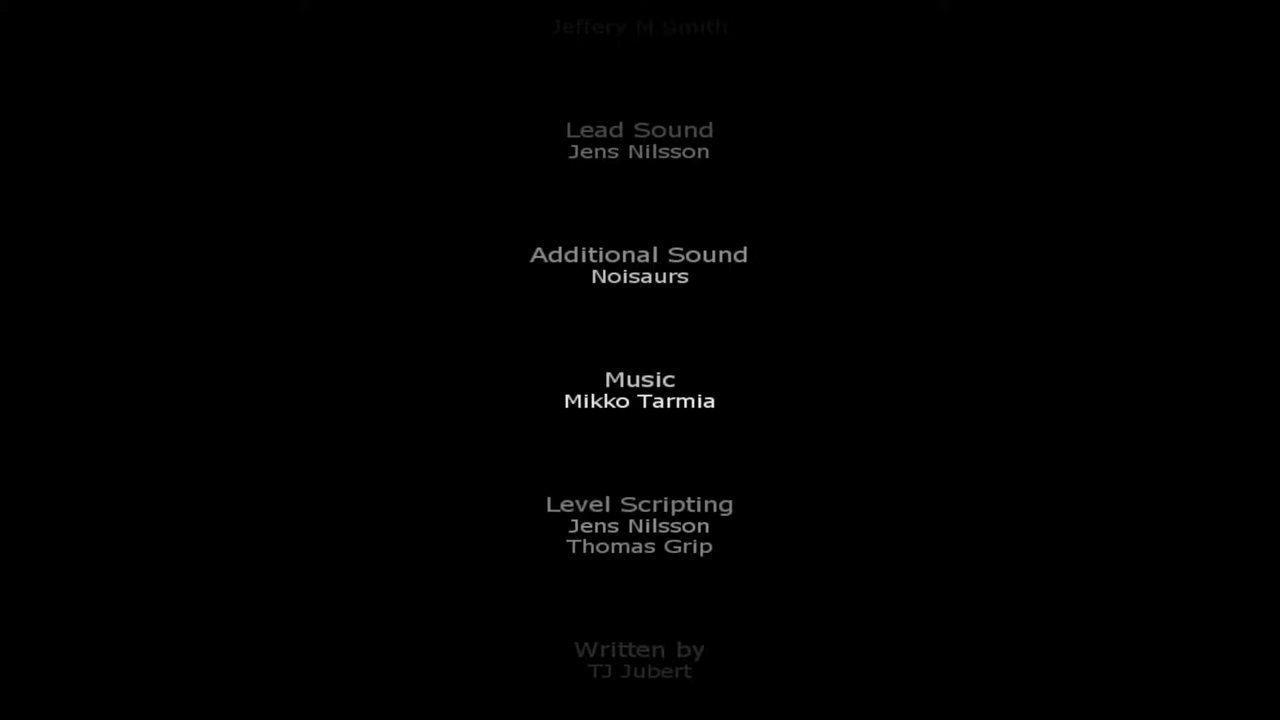 Jeffery M Smith
Lead Sound
Jens Nilsson
Additional Sound
Noisaurs
Music
Mikko Tarmia
Level Scripting
Jens Nilsson
Thomas Grip
Written by
TJ Jubert